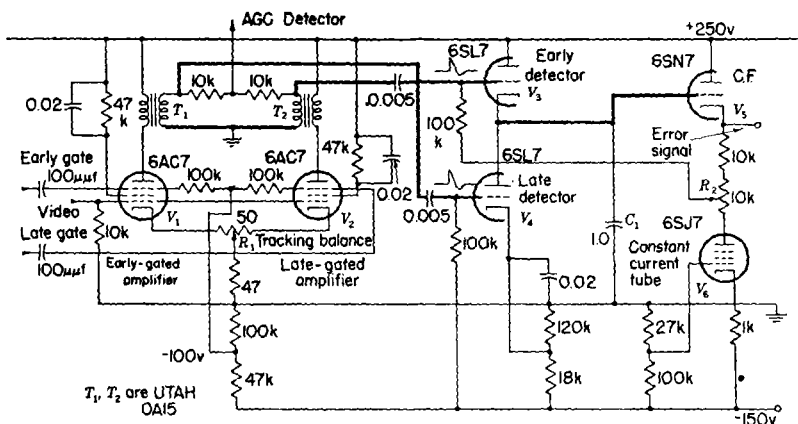 AGC Detector
+250v
6SL7
Early
detector
V3
6SN7
C.F.
V5
0.02
47
k
10k
10k
T1
T2
0.005
100
k
Error
signal
10k
R2
10k
47k
0.02
Early gate
100μμf
6AC7
100k
100k
6AC7
6SL7
Late
detector
V4
0.005
Video
V1
V2
50
Late gate
10k
R1
Tracking balance
100μμf
Early-gated
amplifier
Late-gated
amplifier
100k
C1
1.0
6SJ7
Constant
current
tube
V6
0.02
47
100k
-100v
47k
120k
18k
27k
100k
1k
T1, T2 are UTAH
OA15
-150v